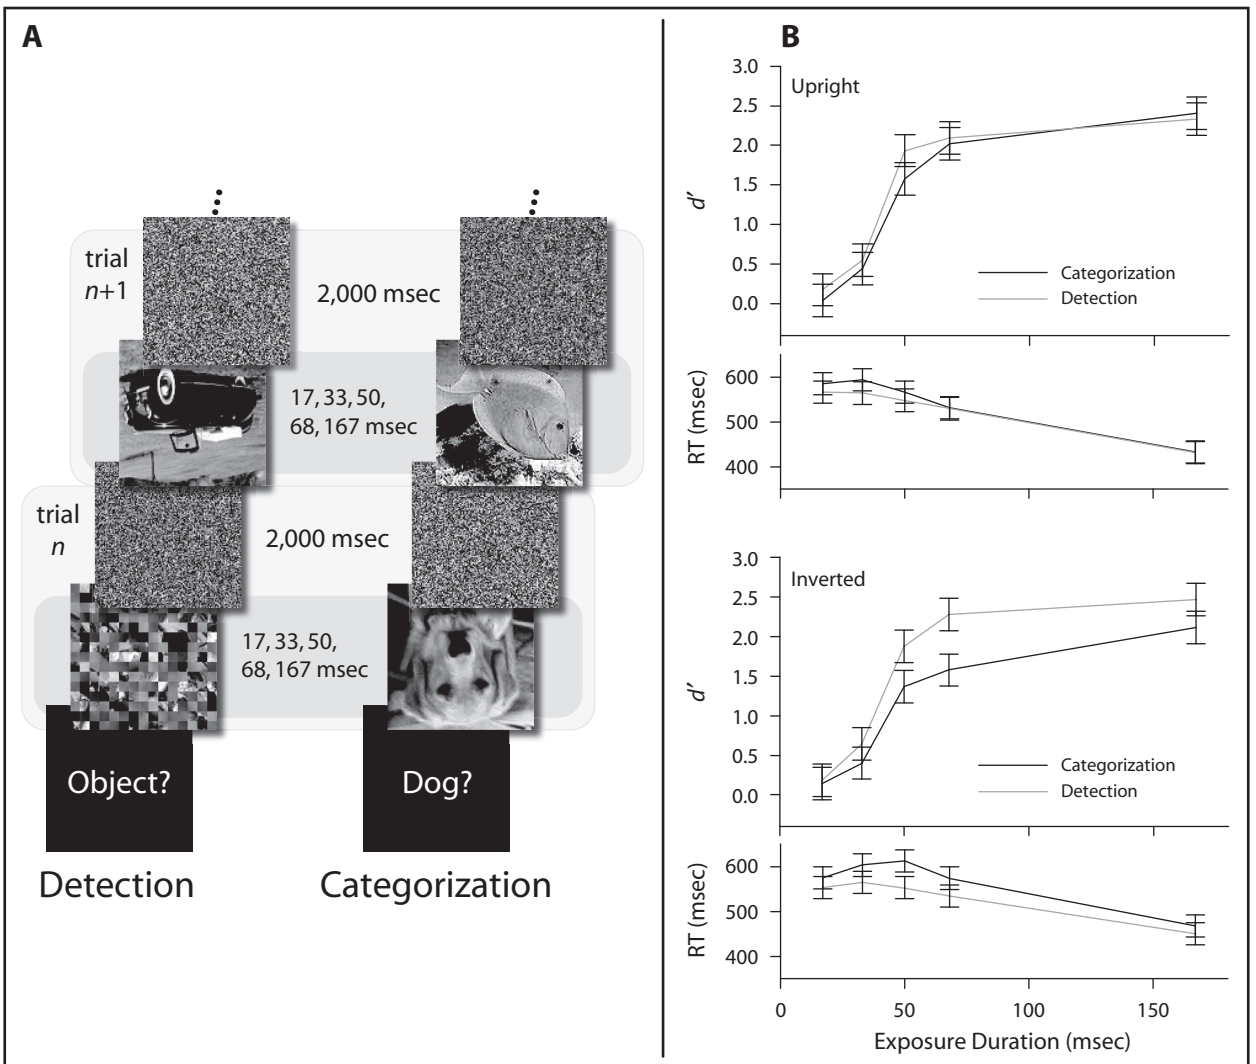 A
trial
n+1
2,000 msec
17, 33, 50,
68, 167 msec
trial
n
2,000 msec
17, 33, 50,
68, 167 msec
Object?
Dog?
Detection
Categorization
B
3.0
Upright
2.5
2.0
1.5
1.0
0.5
0.0
d′
Categorization
Detection
600
500
400
RT (msec)
3.0
Inverted
2.5
2.0
1.5
1.0
0.5
0.0
d′
Categorization
Detection
600
500
400
RT (msec)
0
50
100
150
Exposure Duration (msec)